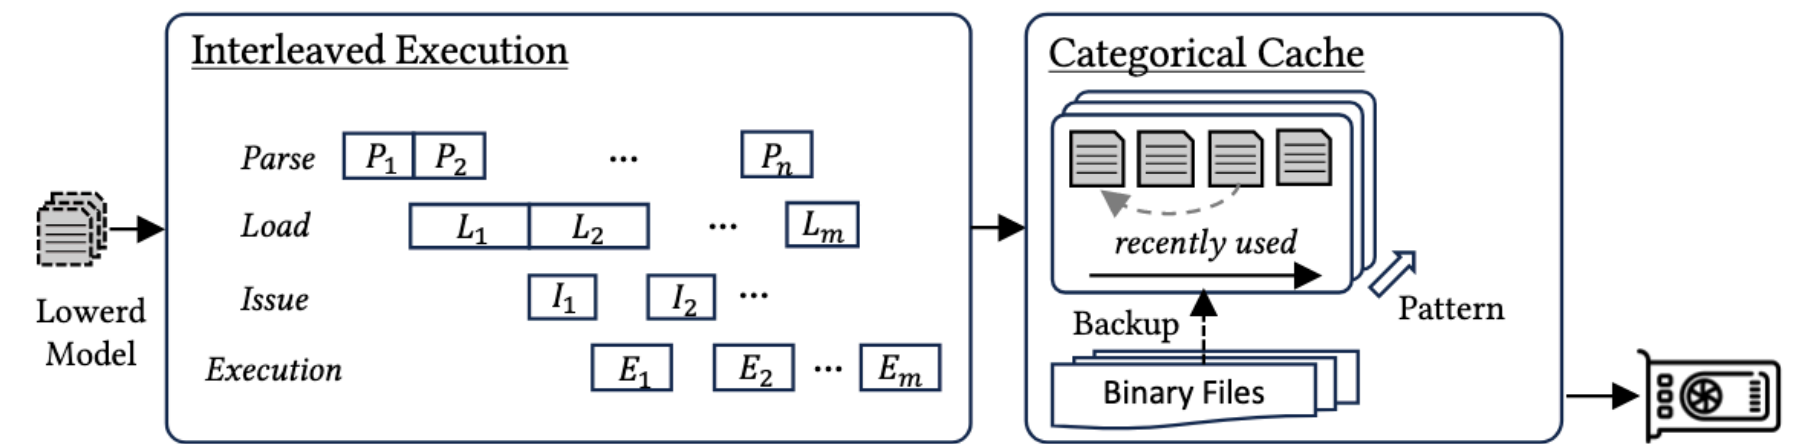 Interleaved Execution
Parse P₁ P₂ ... Pₙ
Load L₁ L₂ ... Lₘ
Issue I₁ I₂ ...
Execution E₁ E₂ ... Eₘ
Lowerd
Model
Categorical Cache
recently used
Pattern
Backup
Binary Files